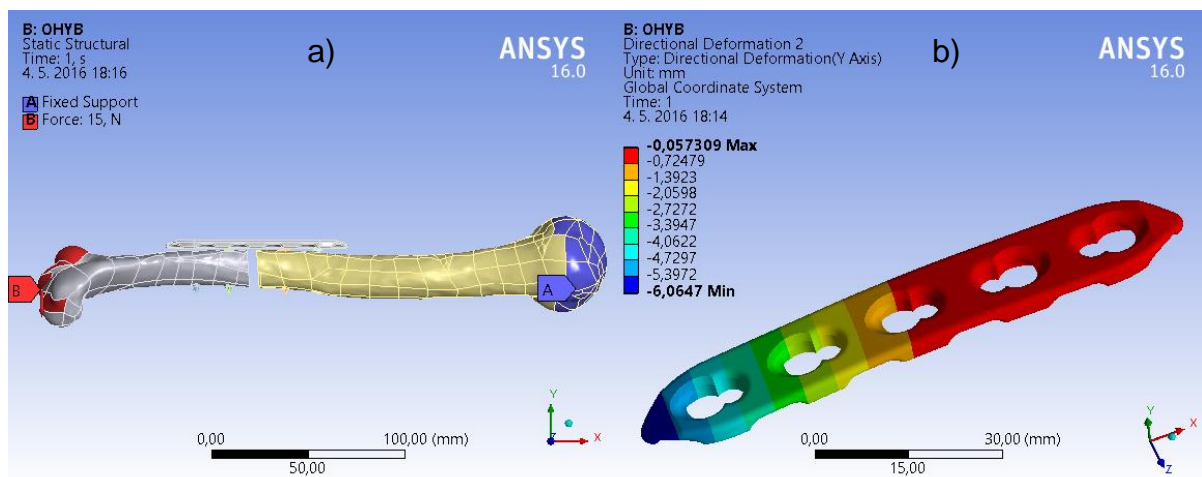 B: OHYB
Static Structural
Time: 1, s
4. 5. 2016 18:16
A Fixed Support
B Force: 15, N
a)
ANSYS
16.0
B
A
Y
Z
X
0,00
100,00 (mm)
50,00
B: OHYB
Directional Deformation 2
Type: Directional Deformation(Y Axis)
Unit: mm
Global Coordinate System
Time: 1
4. 5. 2016 18:14
b)
ANSYS
16.0
-0,057309 Max
-0,72479
-1,3923
-2,0598
-2,7272
-3,3947
-4,0622
-4,7297
-5,3972
-6,0647 Min
0,00
30,00 (mm)
15,00
Y
X
Z